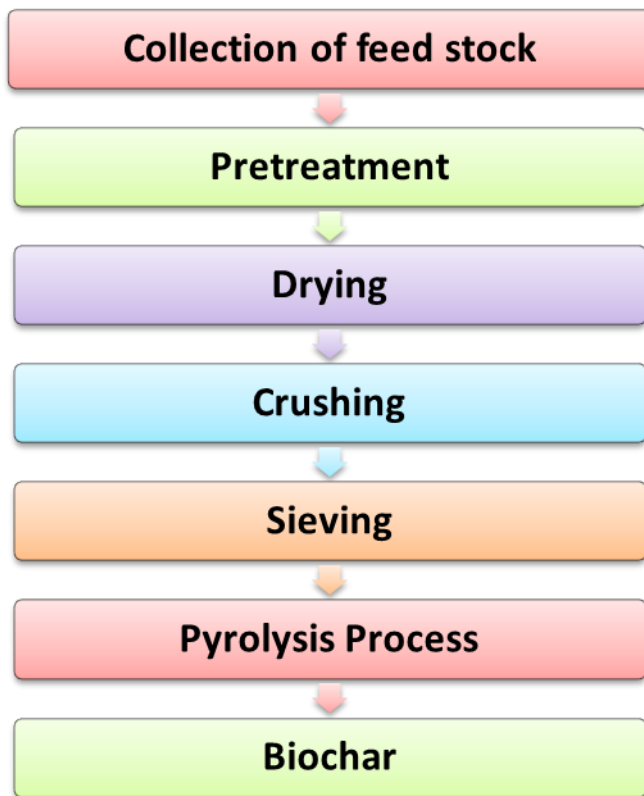 Collection of feed stock
Pretreatment
Drying
Crushing
Sieving
Pyrolysis Process
Biochar